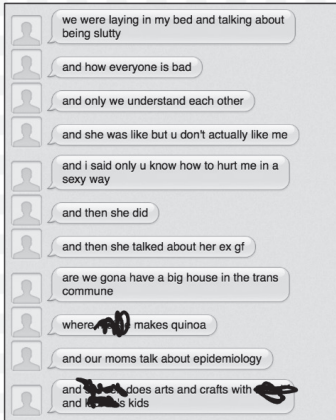 we were laying in my bed and talking about
being slutty
and how everyone is bad
and only we understand each other
and she was like but u don't actually like me
and i said only u know how to hurt me in a
sexy way
and then she did
and then she talked about her ex gf
are we gona have a big house in the trans
commune
where makes quinoa
and our moms talk about epidemiology
and does arts and crafts with
and 's kids